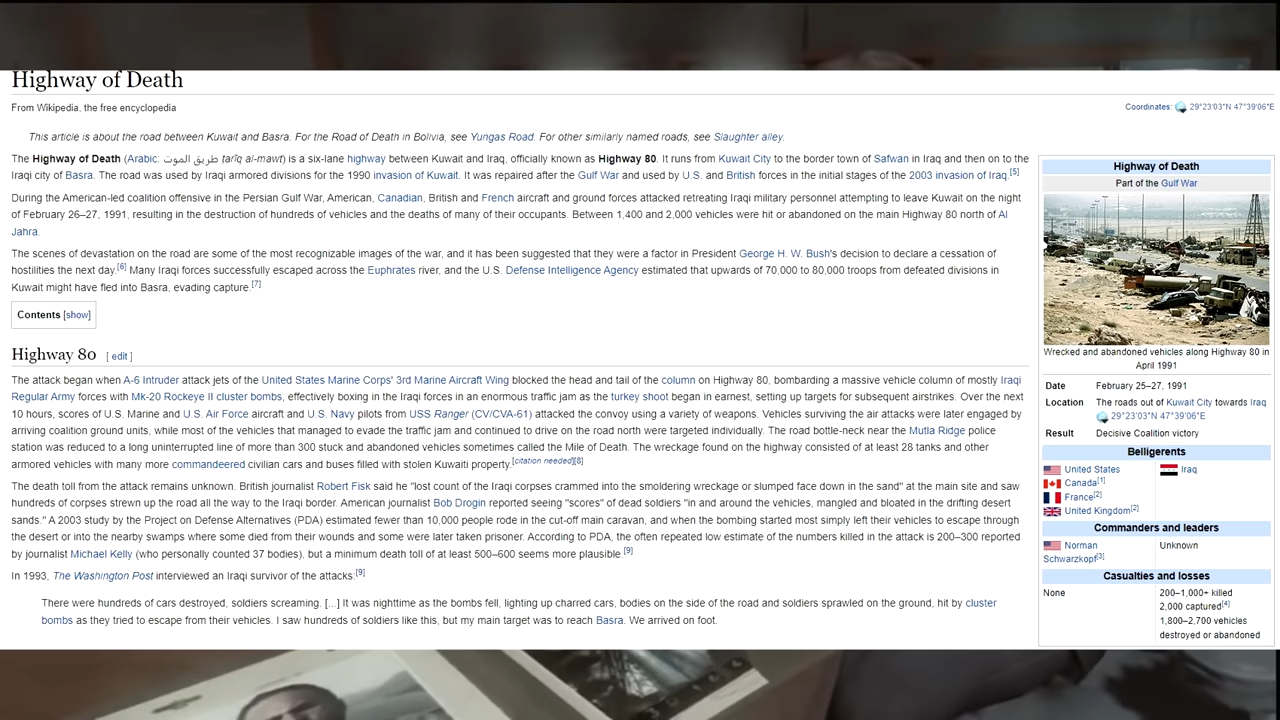 Highway of Death
From Wikipedia, the free encyclopedia
Coordinates: 29°23′03″N 47°39′06″E
This article is about the road between Kuwait and Basra. For the Road of Death in Bolivia, see Yungas Road. For other similarly named roads, see Slaughter alley.
The Highway of Death (Arabic: طريق الموت ṭarīq al-mawt) is a six-lane highway between Kuwait and Iraq, officially known as Highway 80. It runs from Kuwait City to the border town of Safwan in Iraq and then on to the
Iraqi city of Basra. The road was used by Iraqi armored divisions for the 1990 invasion of Kuwait. It was repaired after the Gulf War and used by U.S. and British forces in the initial stages of the 2003 invasion of Iraq.[5]
During the American-led coalition offensive in the Persian Gulf War, American, Canadian, British and French aircraft and ground forces attacked retreating Iraqi military personnel attempting to leave Kuwait on the night
of February 26–27, 1991, resulting in the destruction of hundreds of vehicles and the deaths of many of their occupants. Between 1,400 and 2,000 vehicles were hit or abandoned on the main Highway 80 north of Al
Jahra.
The scenes of devastation on the road are some of the most recognizable images of the war, and it has been suggested that they were a factor in President George H. W. Bush's decision to declare a cessation of
hostilities the next day.[6] Many Iraqi forces successfully escaped across the Euphrates river, and the U.S. Defense Intelligence Agency estimated that upwards of 70,000 to 80,000 troops from defeated divisions in
Kuwait might have fled into Basra, evading capture.[7]
Contents [show]
Highway 80 [ edit ]
The attack began when A-6 Intruder attack jets of the United States Marine Corps' 3rd Marine Aircraft Wing blocked the head and tail of the column on Highway 80, bombarding a massive vehicle column of mostly Iraqi
Regular Army forces with Mk-20 Rockeye II cluster bombs, effectively boxing in the Iraqi forces in an enormous traffic jam as the turkey shoot began in earnest, setting up targets for subsequent airstrikes. Over the next
10 hours, scores of U.S. Marine and U.S. Air Force aircraft and U.S. Navy pilots from USS Ranger (CV/CVA-61) attacked the convoy using a variety of weapons. Vehicles surviving the air attacks were later engaged by
arriving coalition ground units, while most of the vehicles that managed to evade the traffic jam and continued to drive on the road north were targeted individually. The road bottle-neck near the Mutla Ridge police
station was reduced to a long uninterrupted line of more than 300 stuck and abandoned vehicles sometimes called the Mile of Death. The wreckage found on the highway consisted of at least 28 tanks and other
armored vehicles with many more commandeered civilian cars and buses filled with stolen Kuwaiti property.[citation needed][8]
The death toll from the attack remains unknown. British journalist Robert Fisk said he "lost count of the Iraqi corpses crammed into the smoldering wreckage or slumped face down in the sand" at the main site and saw
hundreds of corpses strewn up the road all the way to the Iraqi border. American journalist Bob Drogin reported seeing "scores" of dead soldiers "in and around the vehicles, mangled and bloated in the drifting desert
sands." A 2003 study by the Project on Defense Alternatives (PDA) estimated fewer than 10,000 people rode in the cut-off main caravan, and when the bombing started most simply left their vehicles to escape through
the desert or into the nearby swamps where some died from their wounds and some were later taken prisoner. According to PDA, the often repeated low estimate of the numbers killed in the attack is 200–300 reported
by journalist Michael Kelly (who personally counted 37 bodies), but a minimum death toll of at least 500–600 seems more plausible.[9]
In 1993, The Washington Post interviewed an Iraqi survivor of the attacks:[9]
There were hundreds of cars destroyed, soldiers screaming. [...] It was nighttime as the bombs fell, lighting up charred cars, bodies on the side of the road and soldiers sprawled on the ground, hit by cluster
bombs as they tried to escape from their vehicles. I saw hundreds of soldiers like this, but my main target was to reach Basra. We arrived on foot.
Highway of Death
Part of the Gulf War
Wrecked and abandoned vehicles along Highway 80 in
April 1991
Date February 25–27, 1991
Location The roads out of Kuwait City towards Iraq
29°23′03″N 47°39′06″E
Result Decisive Coalition victory
Belligerents
United States Iraq
Canada[1]
France[2]
United Kingdom[2]
Commanders and leaders
Norman Unknown
Schwarzkopf[3]
Casualties and losses
None 200–1,000+ killed
2,000 captured[4]
1,800–2,700 vehicles
destroyed or abandoned